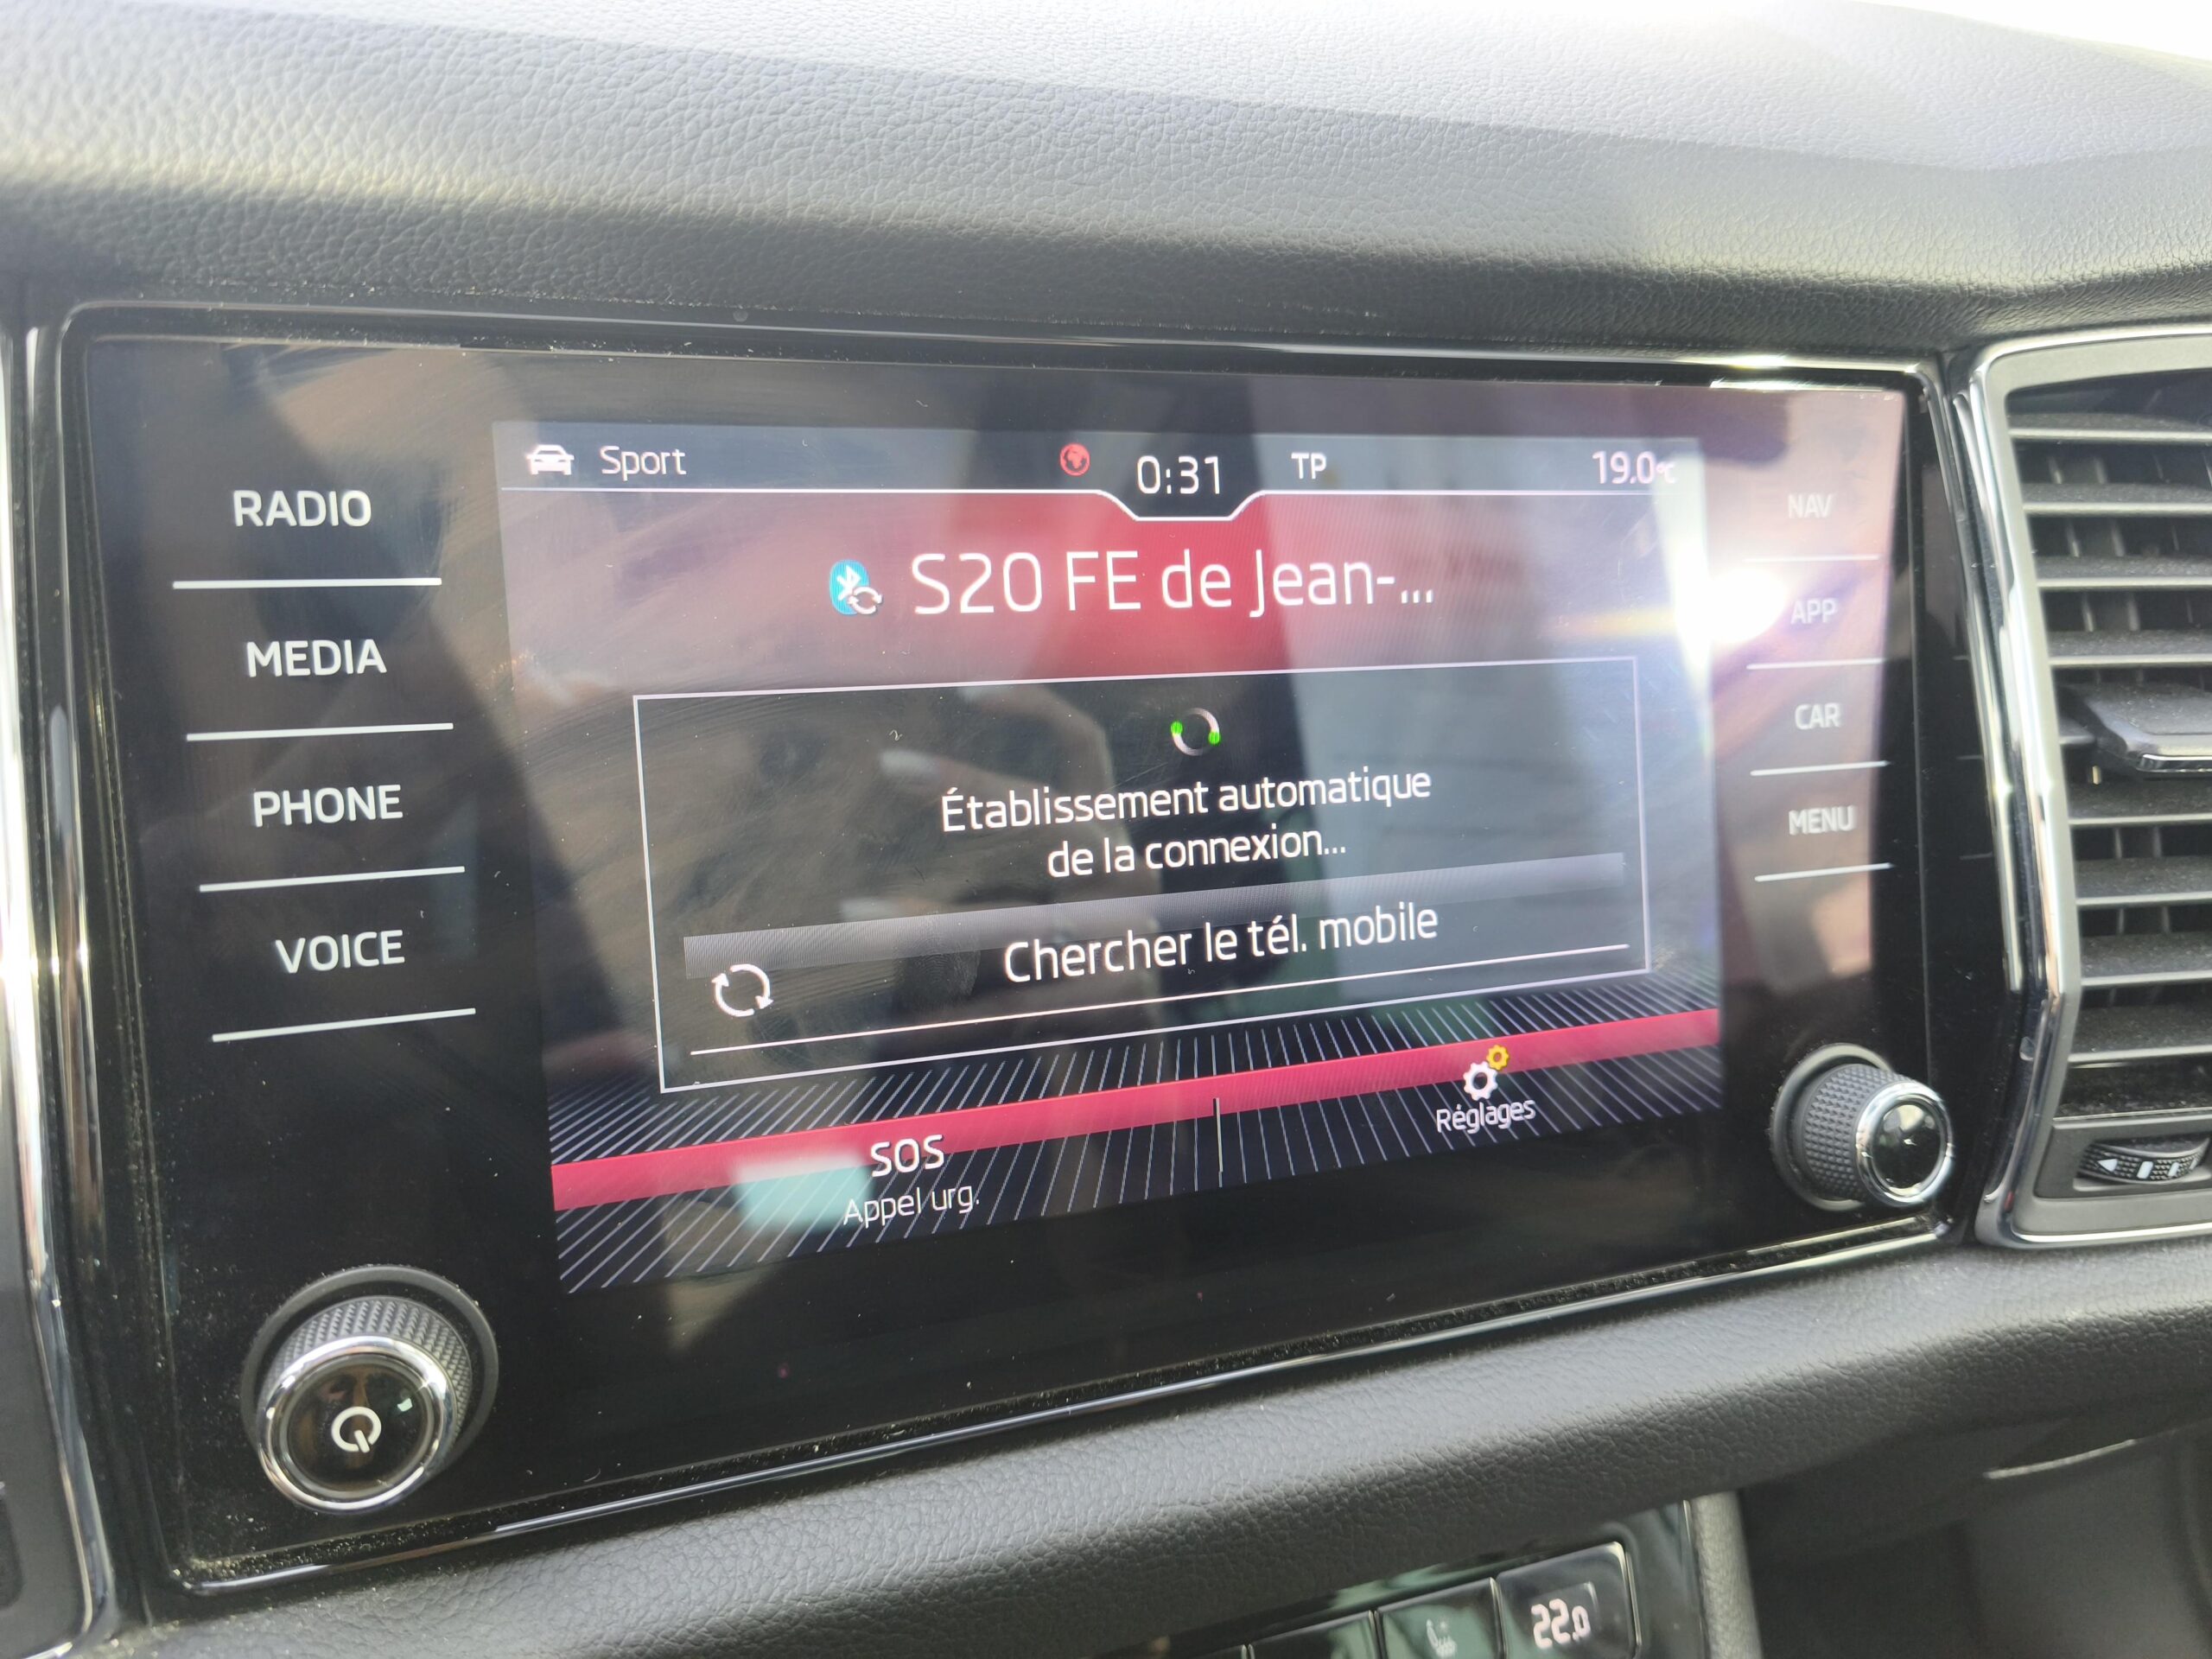 Sport 0:31 TP 19.0°C
RADIO
MEDIA
PHONE
VOICE
S20 FE de Jean-...
Établissement automatique
de la connexion...
Chercher le tél. mobile
SOS
Appel urg.
Réglages
NAV
APP
CAR
MENU
22.0